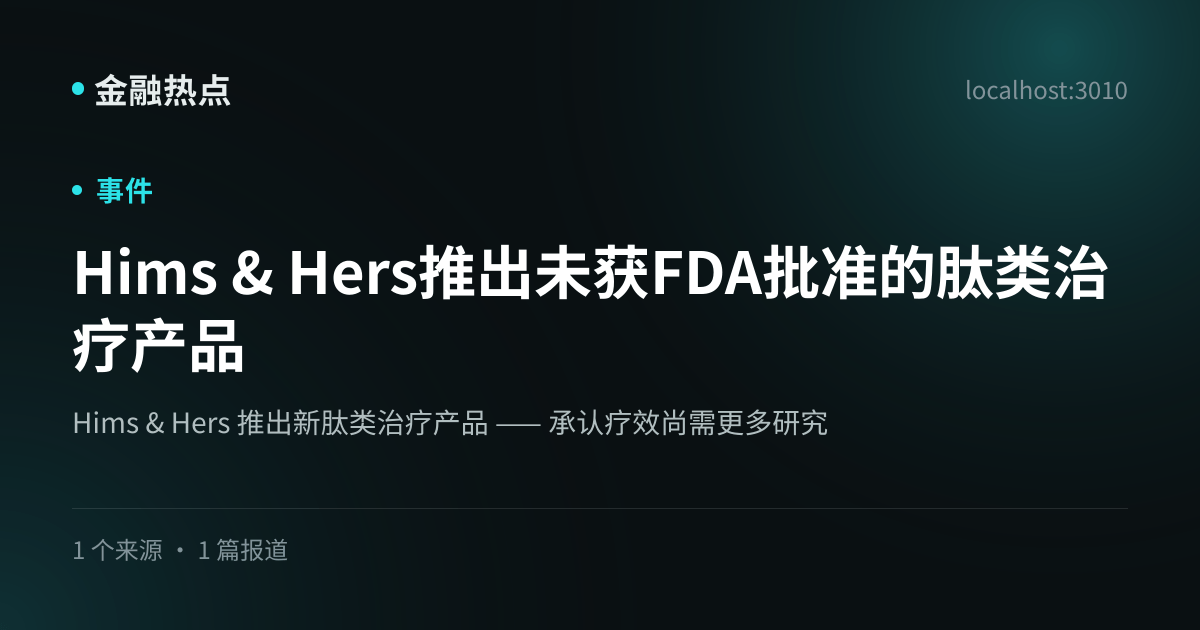 金融热点
localhost:3010
事件
Hims & Hers推出未获FDA批准的肽类治
疗产品
Hims & Hers 推出新肽类治疗产品 —— 承认疗效尚需更多研究
1 个来源 · 1 篇报道